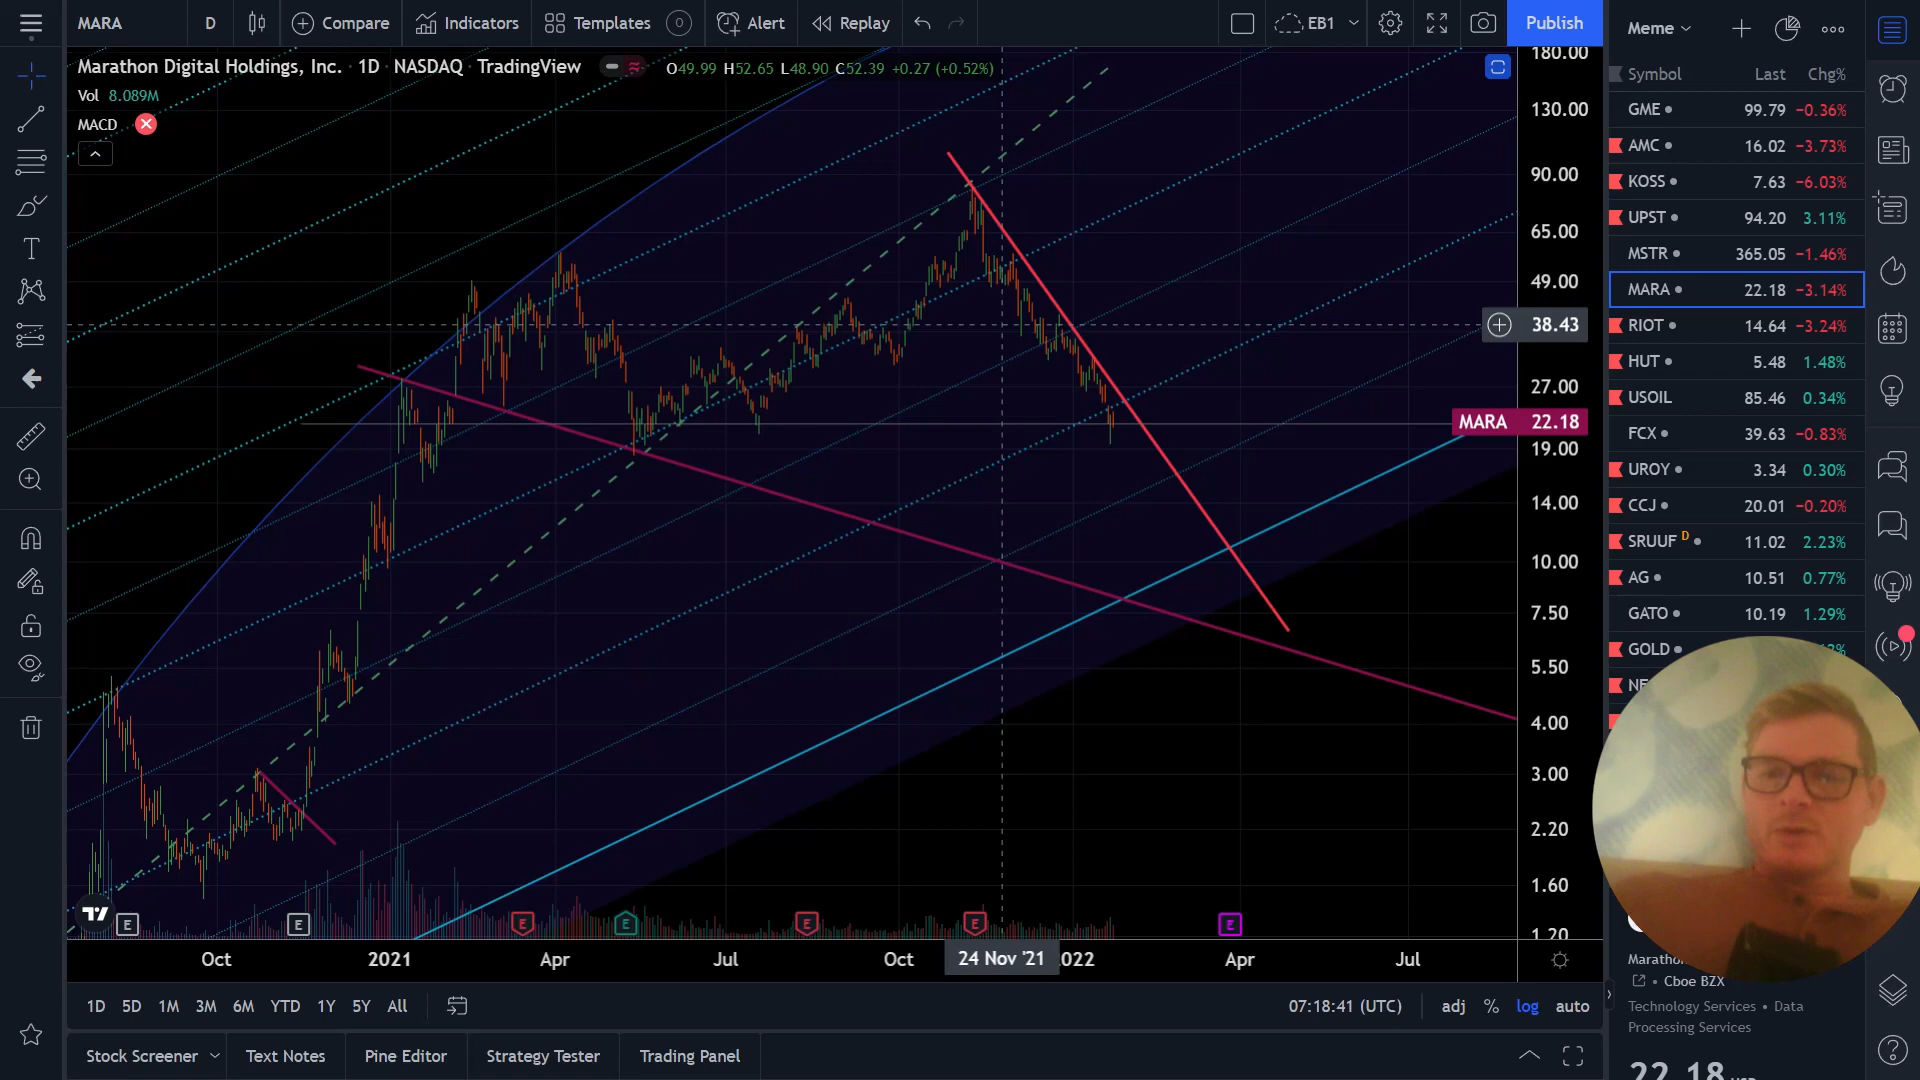 MARA
D
Compare
Indicators
Templates
Alert
Replay
EB1
Publish
Marathon Digital Holdings, Inc. · 1D · NASDAQ · TradingView
O49.99 H52.65 L48.90 C52.39 +0.27 (+0.52%)
Vol 8.089M
MACD
180.00
130.00
90.00
65.00
49.00
38.43
27.00
MARA 22.18
19.00
14.00
10.00
7.50
5.50
4.00
3.00
2.20
1.60
1.20
E
E
E
E
E
E
E
Oct
2021
Apr
Jul
Oct
24 Nov '21
2022
Apr
Jul
1D 5D 1M 3M 6M YTD 1Y 5Y All
07:18:41 (UTC)
adj % log auto
Stock Screener
Text Notes
Pine Editor
Strategy Tester
Trading Panel
Meme
Symbol Last Chg%
GME 99.79 −0.36%
AMC 16.02 −3.73%
KOSS 7.63 −6.03%
UPST 94.20 3.11%
MSTR 365.05 −1.46%
MARA 22.18 −3.14%
RIOT 14.64 −3.24%
HUT 5.48 1.48%
USOIL 85.46 0.34%
FCX 39.63 −0.83%
UROY 3.34 0.30%
CCJ 20.01 −0.20%
SRUUF D 11.02 2.23%
AG 10.51 0.77%
GATO 10.19 1.29%
GOLD
Cboe BZX
Technology Services • Data
Processing Services
22.18